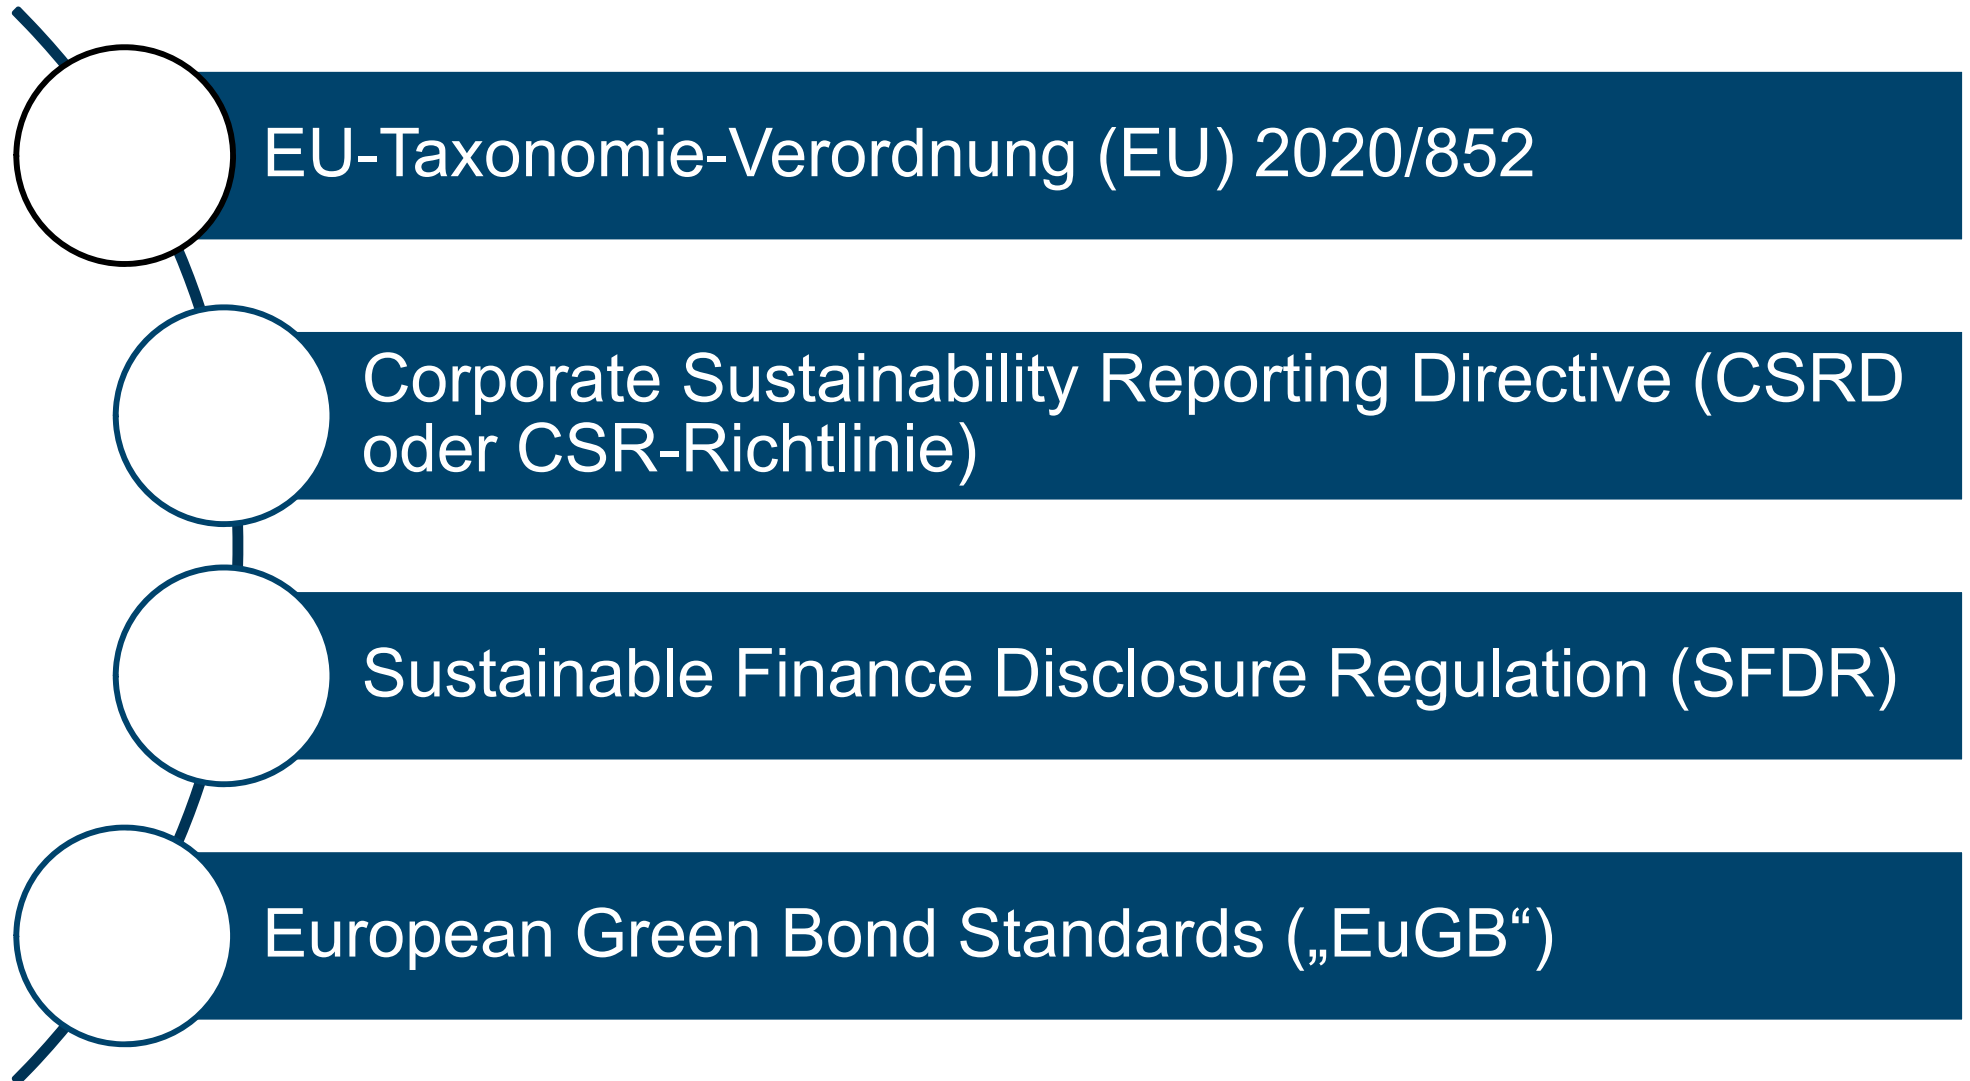 EU-Taxonomie-Verordnung (EU) 2020/852
Corporate Sustainability Reporting Directive (CSRD
oder CSR-Richtlinie)
Sustainable Finance Disclosure Regulation (SFDR)
European Green Bond Standards („EuGB“)